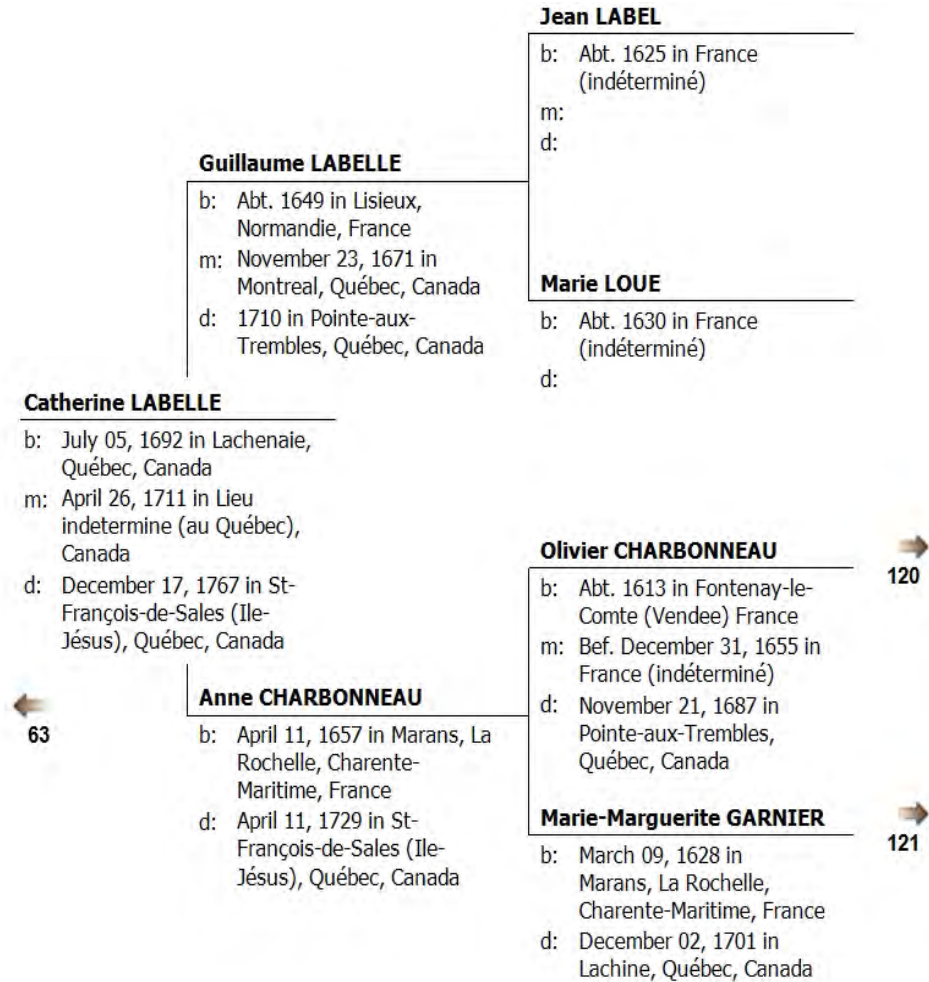 Jean LABEL
b: Abt. 1625 in France
(indéterminé)
m:
d:
Guillaume LABELLE
b: Abt. 1649 in Lisieux,
Normandie, France
m: November 23, 1671 in
Montreal, Québec, Canada
d: 1710 in Pointe-aux-
Trembles, Québec, Canada
Marie LOUE
b: Abt. 1630 in France
(indéterminé)
d:
Catherine LABELLE
b: July 05, 1692 in Lachenaie,
Québec, Canada
m: April 26, 1711 in Lieu
indetermine (au Québec),
Canada
d: December 17, 1767 in St-
François-de-Sales (Ile-
Jésus), Québec, Canada
63
Olivier CHARBONNEAU
120
b: Abt. 1613 in Fontenay-le-
Comte (Vendee) France
m: Bef. December 31, 1655 in
France (indéterminé)
d: November 21, 1687 in
Pointe-aux-Trembles,
Québec, Canada
Anne CHARBONNEAU
b: April 11, 1657 in Marans, La
Rochelle, Charente-
Maritime, France
d: April 11, 1729 in St-
François-de-Sales (Ile-
Jésus), Québec, Canada
Marie-Marguerite GARNIER
121
b: March 09, 1628 in
Marans, La Rochelle,
Charente-Maritime, France
d: December 02, 1701 in
Lachine, Québec, Canada